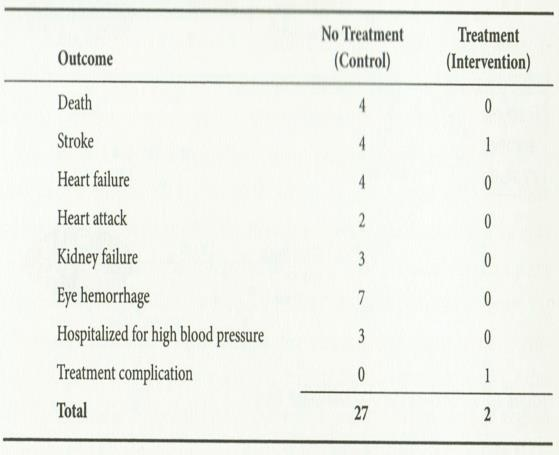 Outcome No Treatment (Control) Treatment (Intervention)
Death 4 0
Stroke 4 1
Heart failure 4 0
Heart attack 2 0
Kidney failure 3 0
Eye hemorrhage 7 0
Hospitalized for high blood pressure 3 0
Treatment complication 0 1
Total 27 2